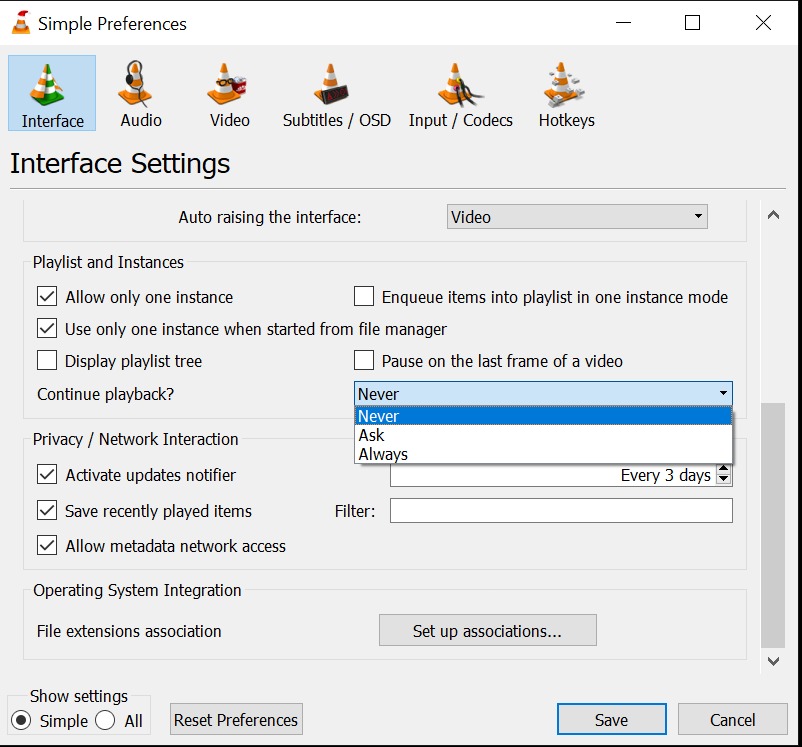 Simple Preferences
Interface Audio Video Subtitles / OSD Input / Codecs Hotkeys
Interface Settings
Auto raising the interface: Video
Playlist and Instances
Allow only one instance Enqueue items into playlist in one instance mode
Use only one instance when started from file manager
Display playlist tree Pause on the last frame of a video
Continue playback? Never
Never
Ask
Always
Privacy / Network Interaction
Activate updates notifier Every 3 days
Save recently played items Filter:
Allow metadata network access
Operating System Integration
File extensions association Set up associations...
Show settings
Simple All Reset Preferences Save Cancel